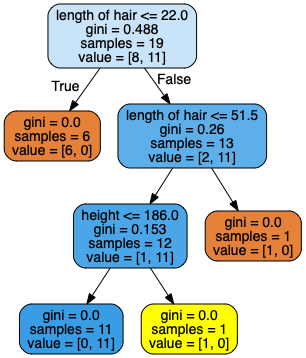 length of hair <= 22.0
gini = 0.488
samples = 19
value = [8, 11]
True
False
gini = 0.0
samples = 6
value = [6, 0]
length of hair <= 51.5
gini = 0.26
samples = 13
value = [2, 11]
height <= 186.0
gini = 0.153
samples = 12
value = [1, 11]
gini = 0.0
samples = 1
value = [1, 0]
gini = 0.0
samples = 11
value = [0, 11]
gini = 0.0
samples = 1
value = [1, 0]